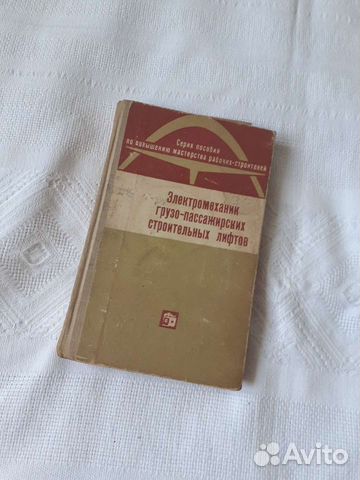 Серия пособий
по повышению мастерства рабочих-строителей
Электромеханик
грузо-пассажирских
строительных лифтов
Avito